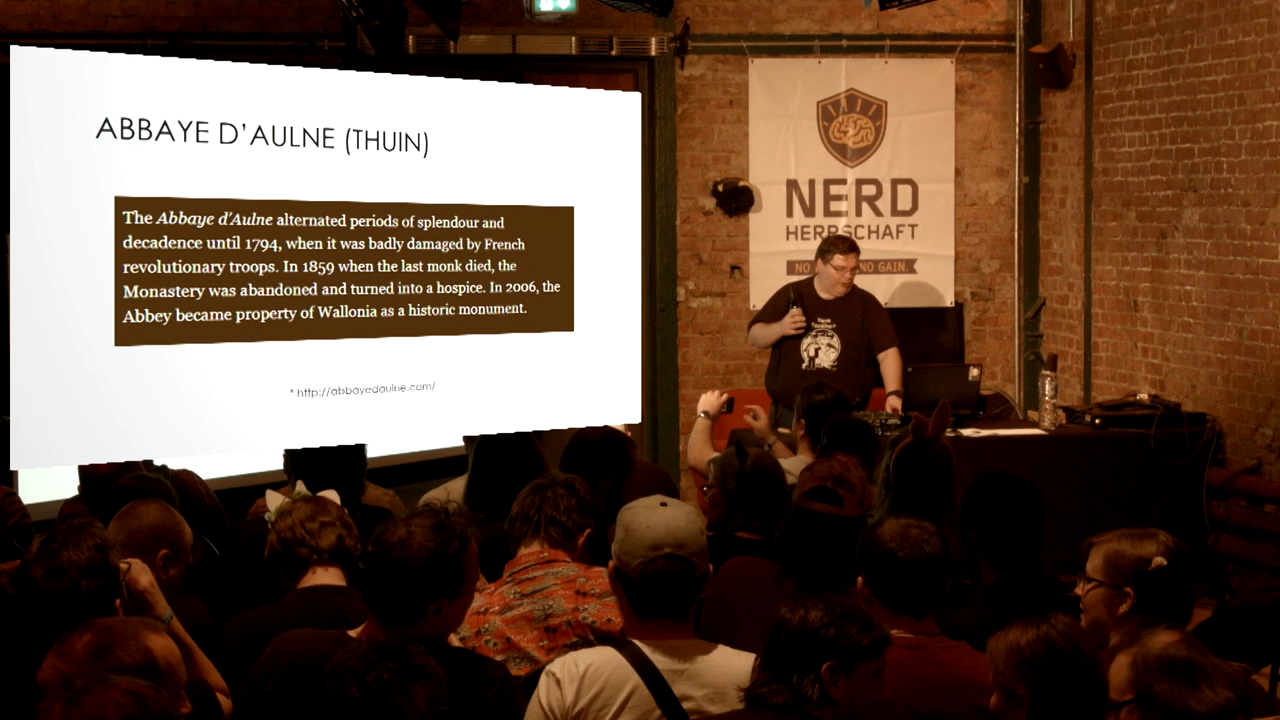 ABBAYE D'AULNE (THUIN)
The Abbaye d'Aulne alternated periods of splendour and
decadence until 1794, when it was badly damaged by French
revolutionary troops. In 1859 when the last monk died, the
Monastery was abandoned and turned into a hospice. In 2006, the
Abbey became property of Wallonia as a historic monument.
* http://abbayedaulne.com/
NERD
HERRSCHAFT
NO NO GAIN.